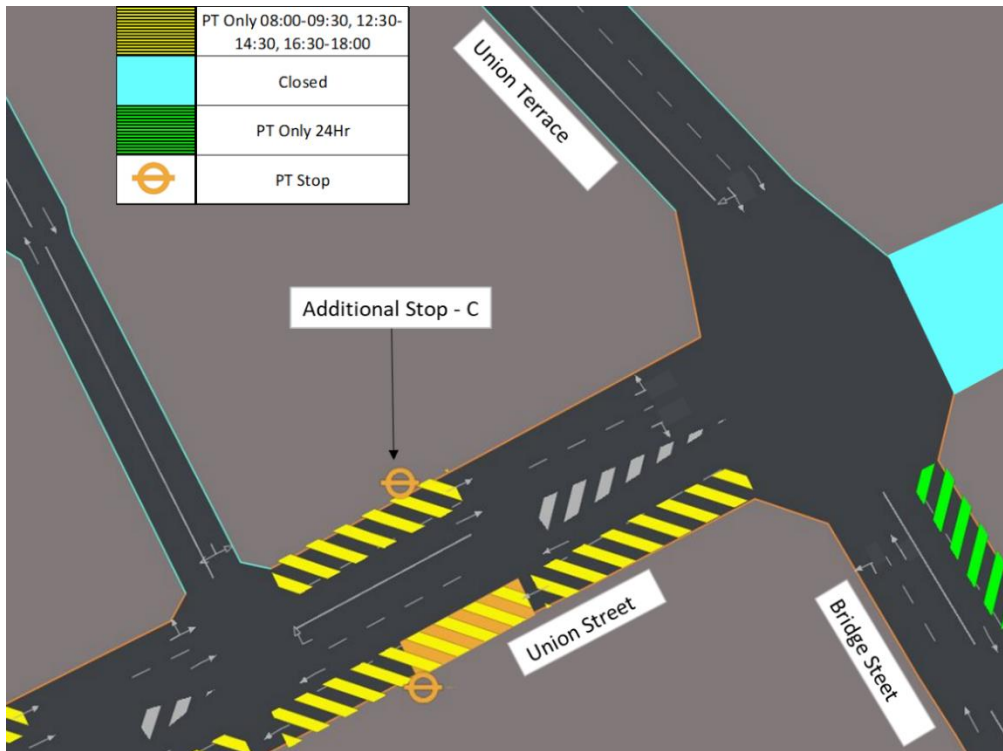 PT Only 08:00-09:30, 12:30-
14:30, 16:30-18:00
Closed
PT Only 24Hr
PT Stop
Union Terrace
Additional Stop - C
Union Street
Bridge Steet